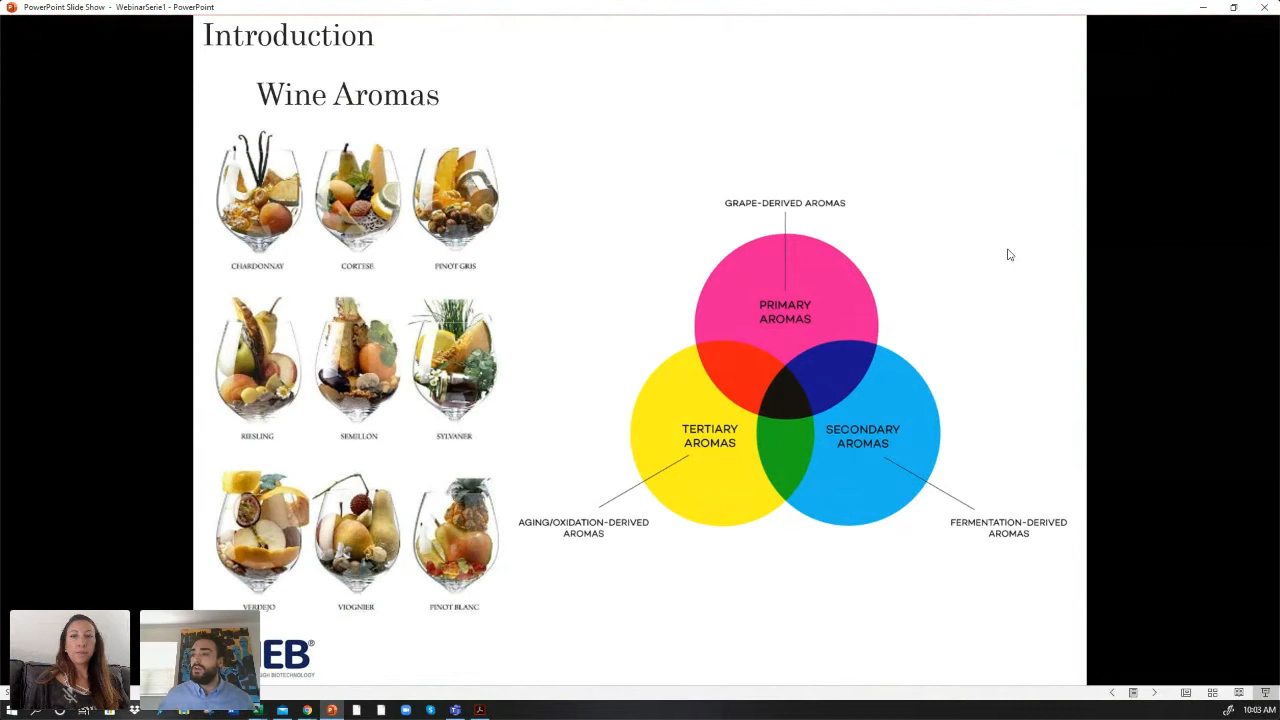 PowerPoint Slide Show - WebinarSerie1 - PowerPoint
Introduction
Wine Aromas
CHARDONNAY
CORTESE
PINOT GRIS
RIESLING
SEMILLON
SYLVANER
VERDEJO
VIOGNIER
PINOT BLANC
GRAPE-DERIVED AROMAS
PRIMARY
AROMAS
TERTIARY
AROMAS
SECONDARY
AROMAS
AGING/OXIDATION-DERIVED
AROMAS
FERMENTATION-DERIVED
AROMAS
EB®
UGH BIOTECHNOLOGY
10:03 AM